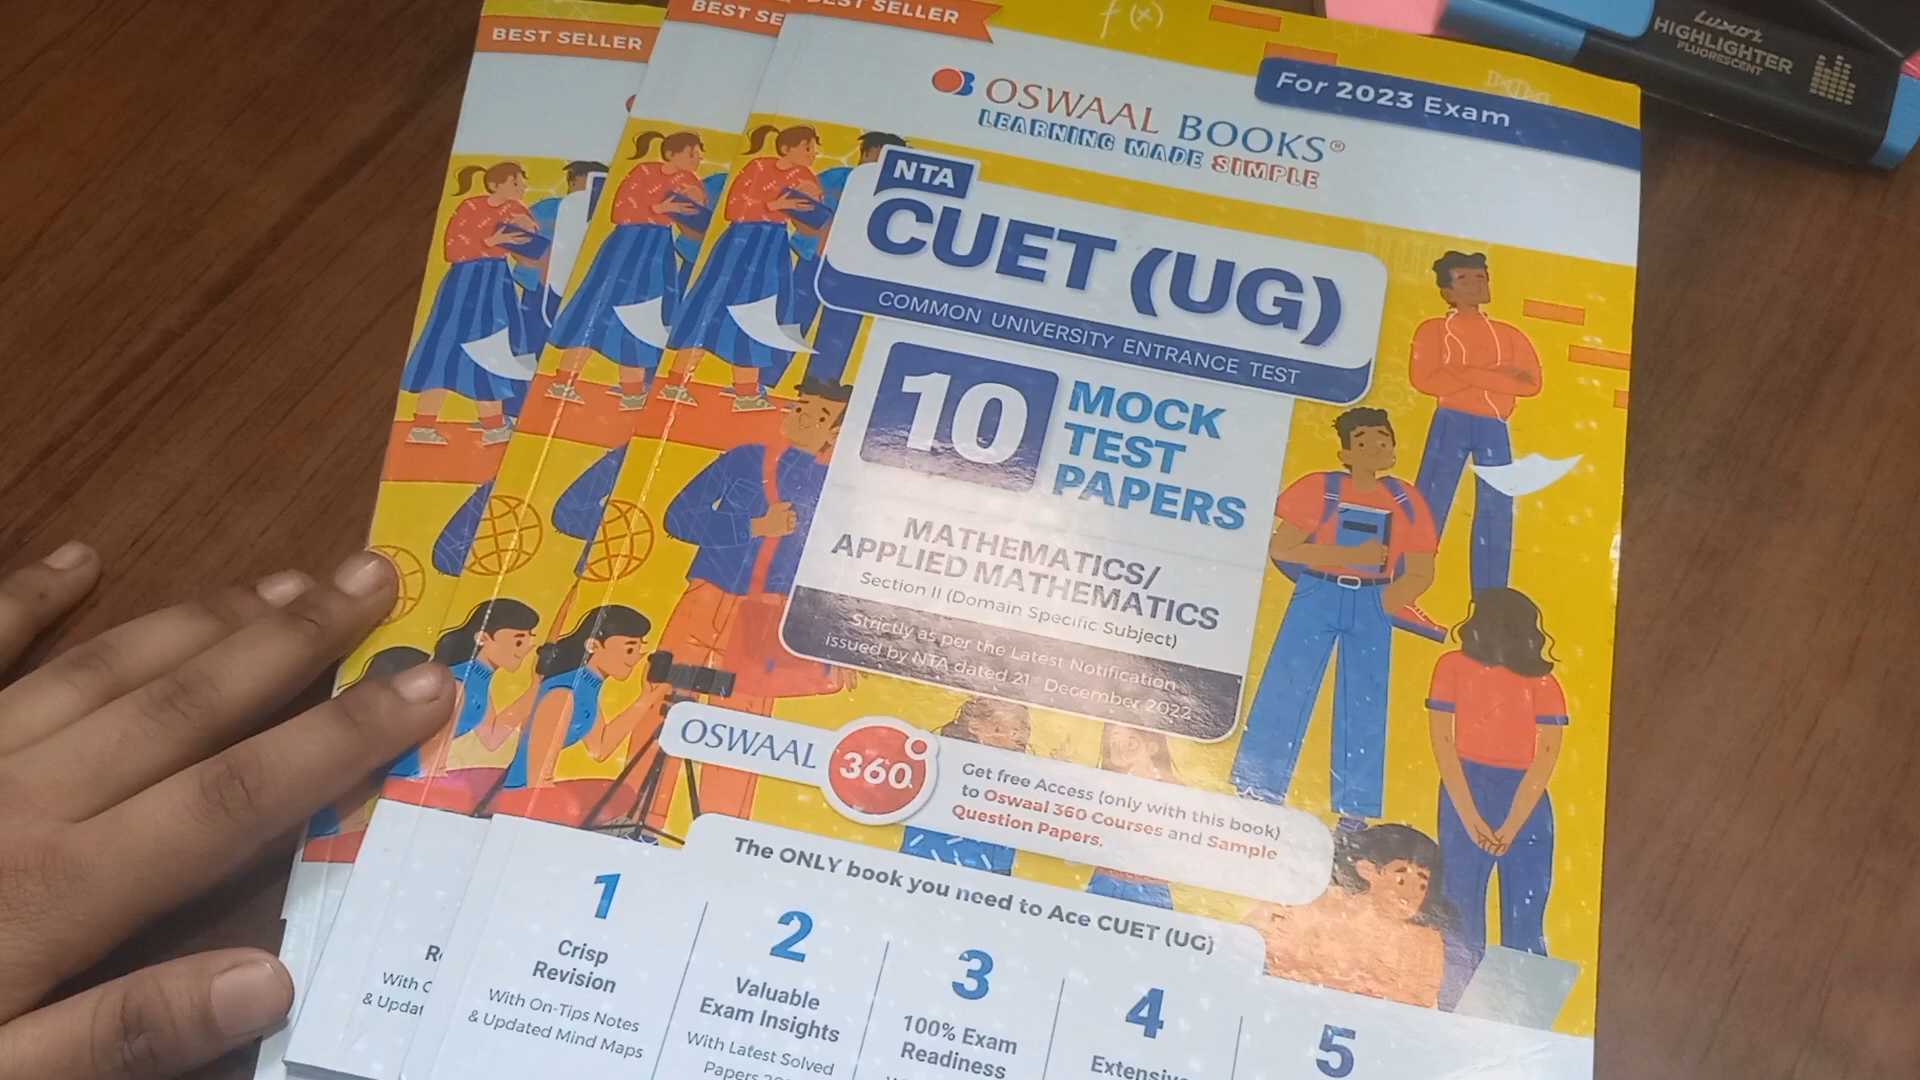 BEST SELLER
BEST SE
BEST SELLER
f(x)
Luxor
HIGHLIGHTER
FLUORESCENT
For 2023 Exam
OSWAAL BOOKS®
LEARNING MADE SIMPLE
NTA
CUET (UG)
COMMON UNIVERSITY ENTRANCE TEST
10
MOCK
TEST
PAPERS
MATHEMATICS/
APPLIED MATHEMATICS
Section II (Domain Specific Subject)
Strictly as per the Latest Notification
issued by NTA dated 21 December 2022
OSWAAL 360
Get free Access (only with this book)
to Oswaal 360 Courses and Sample
Question Papers.
The ONLY book you need to Ace CUET (UG)
1
Crisp
Revision
With On-Tips Notes
& Updated Mind Maps
2
Valuable
Exam Insights
With Latest Solved
Papers
3
100% Exam
Readiness
4
5
With